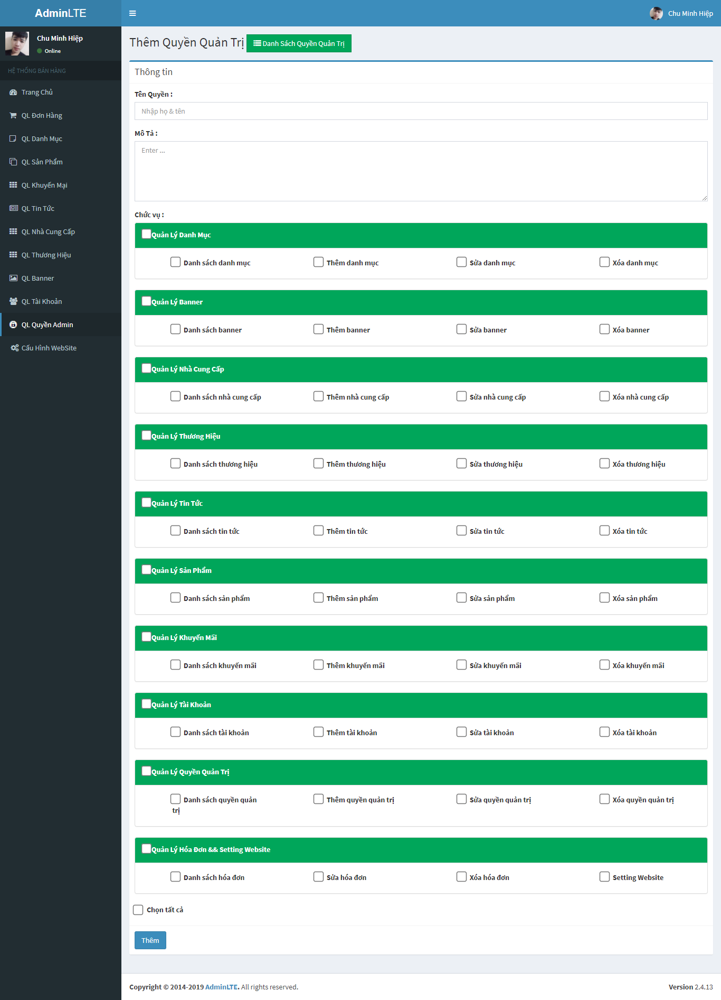 AdminLTE
Chu Minh Hiệp
Chu Minh Hiệp
Online
HỆ THỐNG BÁN HÀNG
Trang Chủ
QL Đơn Hàng
QL Danh Mục
QL Sản Phẩm
QL Khuyến Mại
QL Tin Tức
QL Nhà Cung Cấp
QL Thương Hiệu
QL Banner
QL Tài Khoản
QL Quyền Admin
Cấu Hình WebSite
Thêm Quyền Quản Trị Danh Sách Quyền Quản Trị
Thông tin
Tên Quyền :
Nhập họ & tên
Mô Tả :
Enter ...
Chức vụ :
Quản Lý Danh Mục
Danh sách danh mục Thêm danh mục Sửa danh mục Xóa danh mục
Quản Lý Banner
Danh sách banner Thêm banner Sửa banner Xóa banner
Quản Lý Nhà Cung Cấp
Danh sách nhà cung cấp Thêm nhà cung cấp Sửa nhà cung cấp Xóa nhà cung cấp
Quản Lý Thương Hiệu
Danh sách thương hiệu Thêm thương hiệu Sửa thương hiệu Xóa thương hiệu
Quản Lý Tin Tức
Danh sách tin tức Thêm tin tức Sửa tin tức Xóa tin tức
Quản Lý Sản Phẩm
Danh sách sản phẩm Thêm sản phẩm Sửa sản phẩm Xóa sản phẩm
Quản Lý Khuyến Mãi
Danh sách khuyến mãi Thêm khuyến mãi Sửa khuyến mãi Xóa khuyến mãi
Quản Lý Tài Khoản
Danh sách tài khoản Thêm tài khoản Sửa tài khoản Xóa tài khoản
Quản Lý Quyền Quản Trị
Danh sách quyền quản trị Thêm quyền quản trị Sửa quyền quản trị Xóa quyền quản trị
Quản Lý Hóa Đơn && Setting Website
Danh sách hóa đơn Sửa hóa đơn Xóa hóa đơn Setting Website
Chọn tất cả
Thêm
Copyright © 2014-2019 AdminLTE. All rights reserved. Version 2.4.13